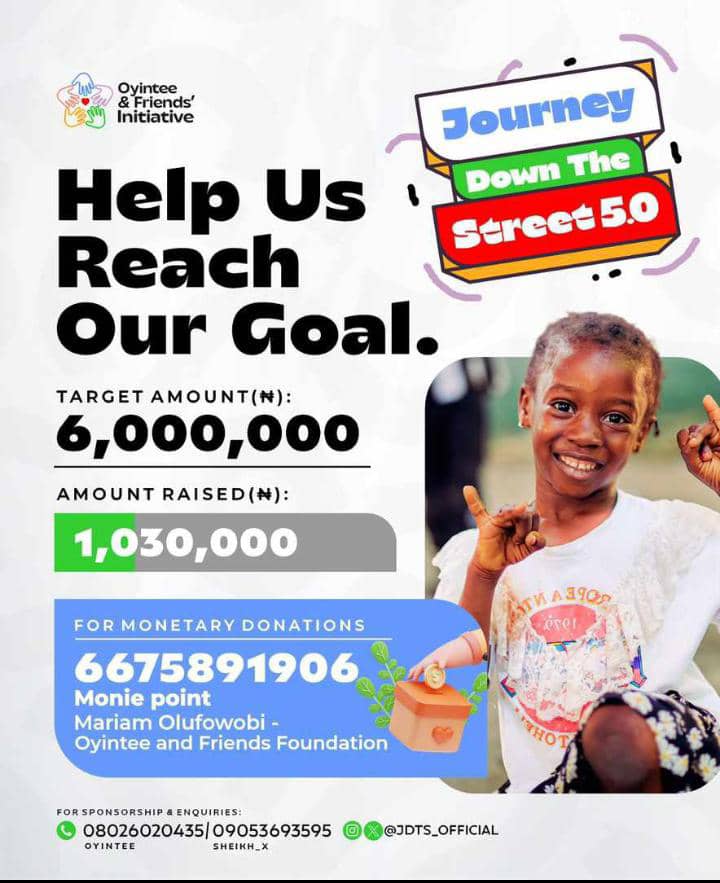 Oyintee
& Friends'
Initiative
Journey
Down The
Street 5.0
Help Us
Reach
Our Goal.
TARGET AMOUNT(₦):
6,000,000
AMOUNT RAISED(₦):
1,030,000
FOR MONETARY DONATIONS
6675891906
Monie point
Mariam Olufowobi -
Oyintee and Friends Foundation
FOR SPONSORSHIP & ENQUIRIES:
08026020435| 09053693595 @JDTS_OFFICIAL
OYINTEE SHEIKH_X
1970